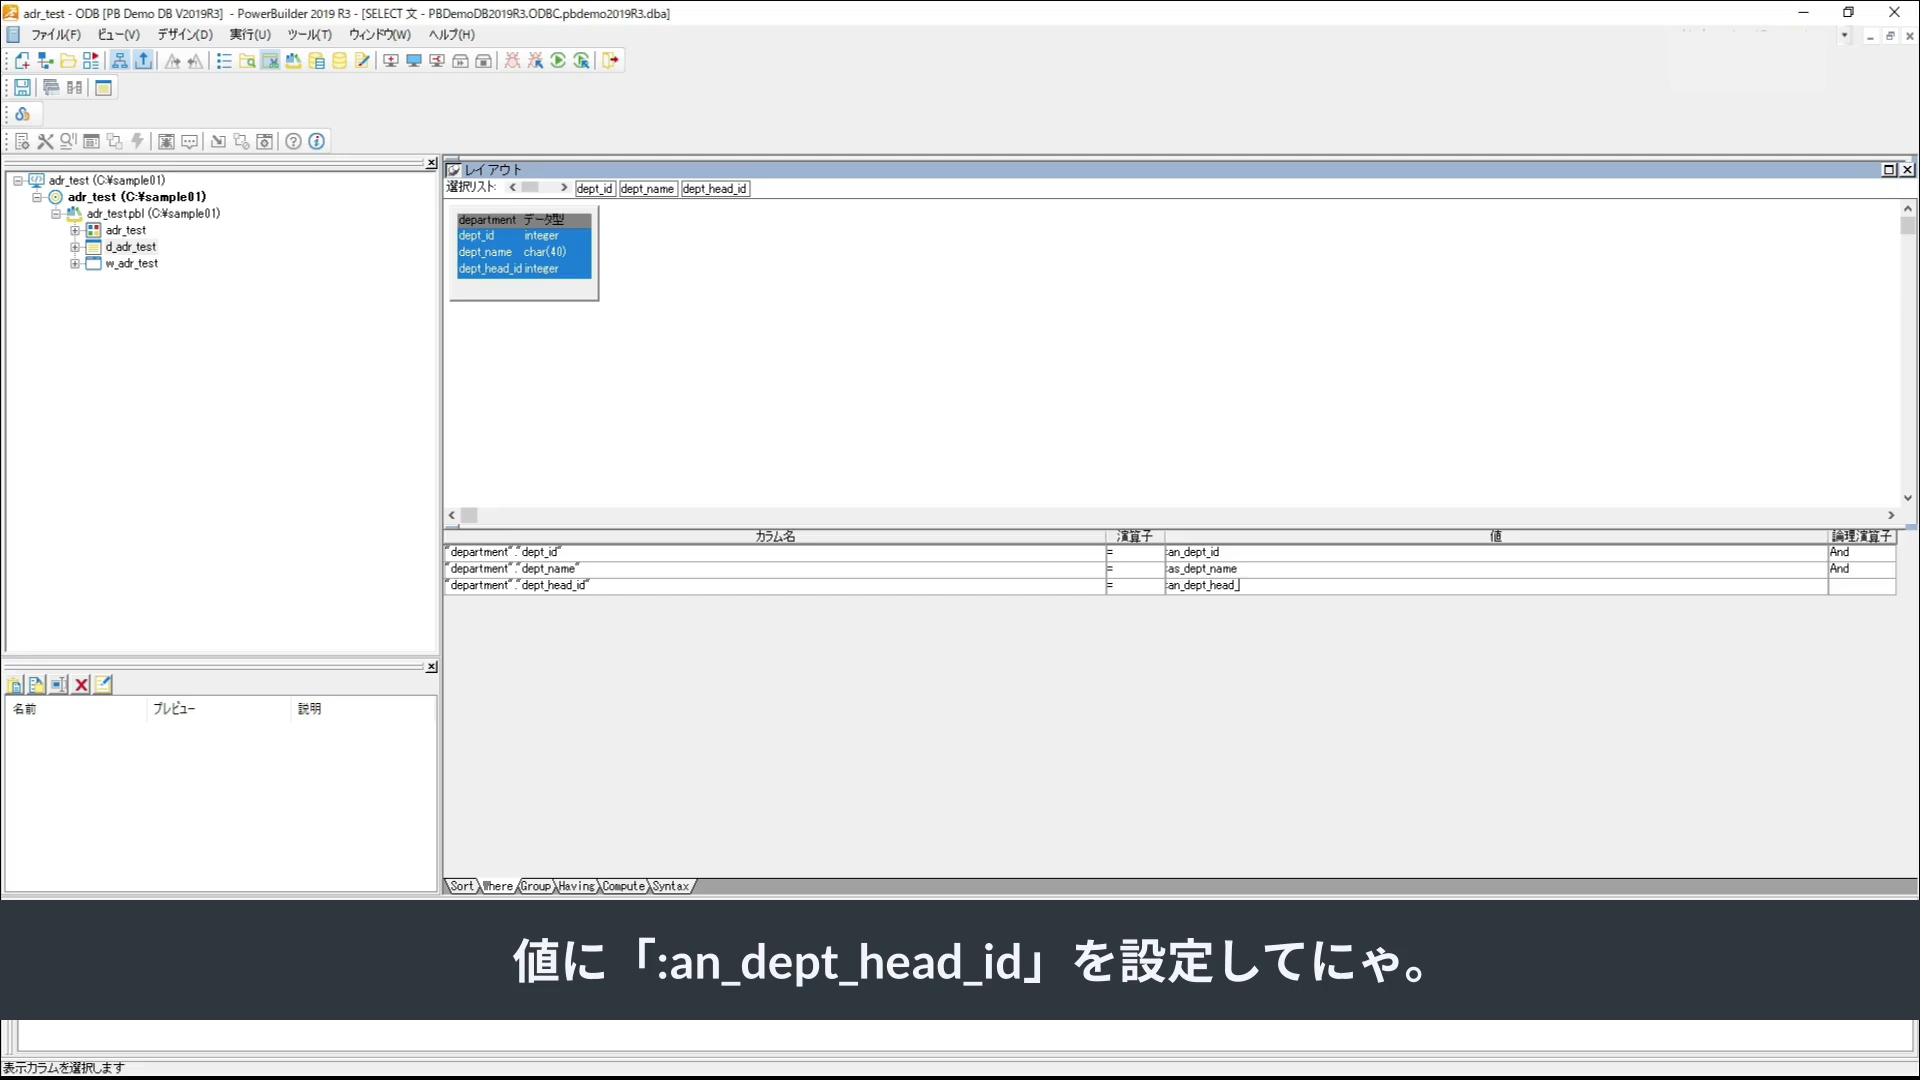 adr_test - ODB [PB Demo DB V2019R3] - PowerBuilder 2019 R3 - [SELECT 文 - PBDemoDB2019R3.ODBC.pbdemo2019R3.dba]
ファイル(F) ビュー(V) デザイン(D) 実行(U) ツール(T) ウィンドウ(W) ヘルプ(H)
adr_test (C:¥sample01)
adr_test (C:¥sample01)
adr_test.pbl (C:¥sample01)
adr_test
d_adr_test
w_adr_test
名前 プレビュー 説明
レイアウト
選択リスト: dept_id dept_name dept_head_id
department データ型
dept_id integer
dept_name char(40)
dept_head_id integer
カラム名 演算子 値 論理演算子
"department"."dept_id" = :an_dept_id And
"department"."dept_name" = :as_dept_name And
"department"."dept_head_id" = :an_dept_head_
Sort Where Group Having Compute Syntax
値に「:an_dept_head_id」を設定してにゃ。
表示カラムを選択します